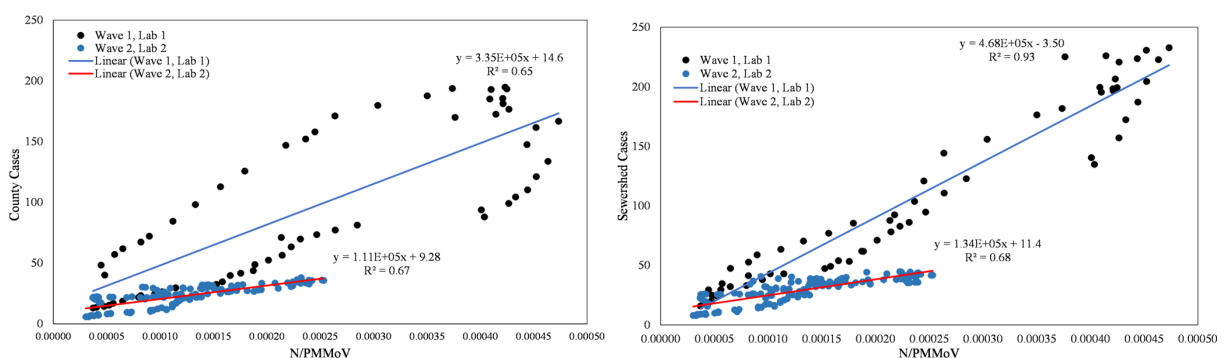 250
200
150
100
50
0
County Cases
Wave 1, Lab 1
Wave 2, Lab 2
Linear (Wave 1, Lab 1)
Linear (Wave 2, Lab 2)
y = 3.35E+05x + 14.6
R² = 0.65
y = 1.11E+05x + 9.28
R² = 0.67
0.00000 0.00005 0.00010 0.00015 0.00020 0.00025 0.00030 0.00035 0.00040 0.00045 0.00050
N/PMMoV
250
200
150
100
50
0
Sewershed Cases
Wave 1, Lab 1
Wave 2, Lab 2
Linear (Wave 1, Lab 1)
Linear (Wave 2, Lab 2)
y = 4.68E+05x - 3.50
R² = 0.93
y = 1.34E+05x + 11.4
R² = 0.68
0.00000 0.00005 0.00010 0.00015 0.00020 0.00025 0.00030 0.00035 0.00040 0.00045 0.00050
N/PMMoV